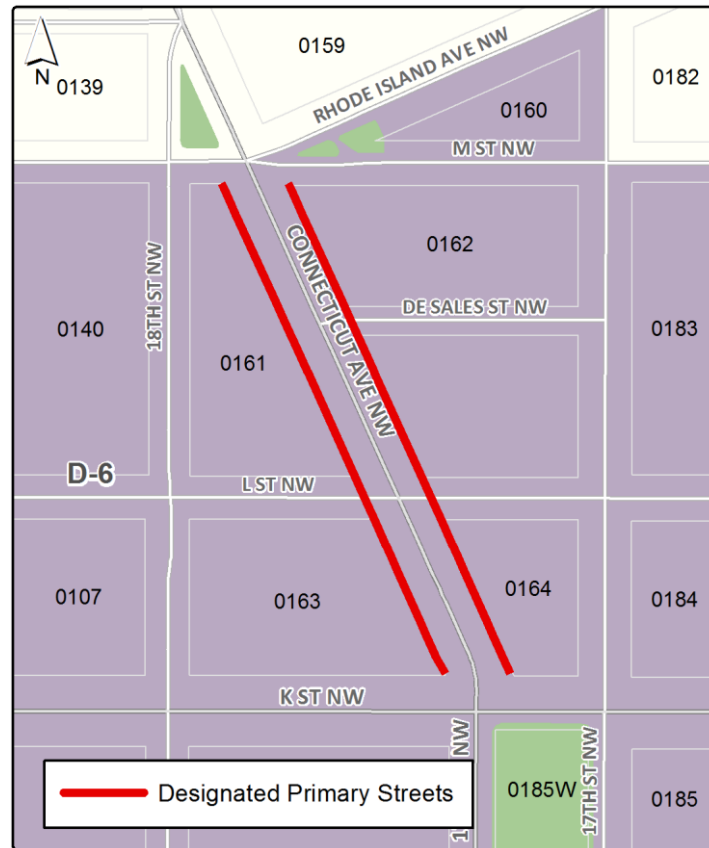 0159
0182
N
0139
RHODE ISLAND AVE NW
0160
M ST NW
CONNECTICUT AVE NW
0162
18TH ST NW
DE SALES ST NW
0140
0183
0161
D-6
L ST NW
0107
0163
0164
0184
K ST NW
NW
17TH ST NW
0185W
0185
Designated Primary Streets